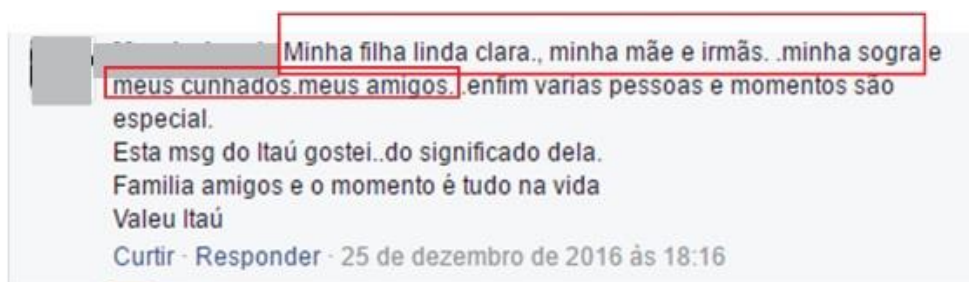 Minha filha linda clara., minha mãe e irmãs. .minha sogra e
meus cunhados.meus amigos. .enfim varias pessoas e momentos são
especial.
Esta msg do Itaú gostei..do significado dela.
Familia amigos e o momento é tudo na vida
Valeu Itaú
Curtir · Responder · 25 de dezembro de 2016 às 18:16